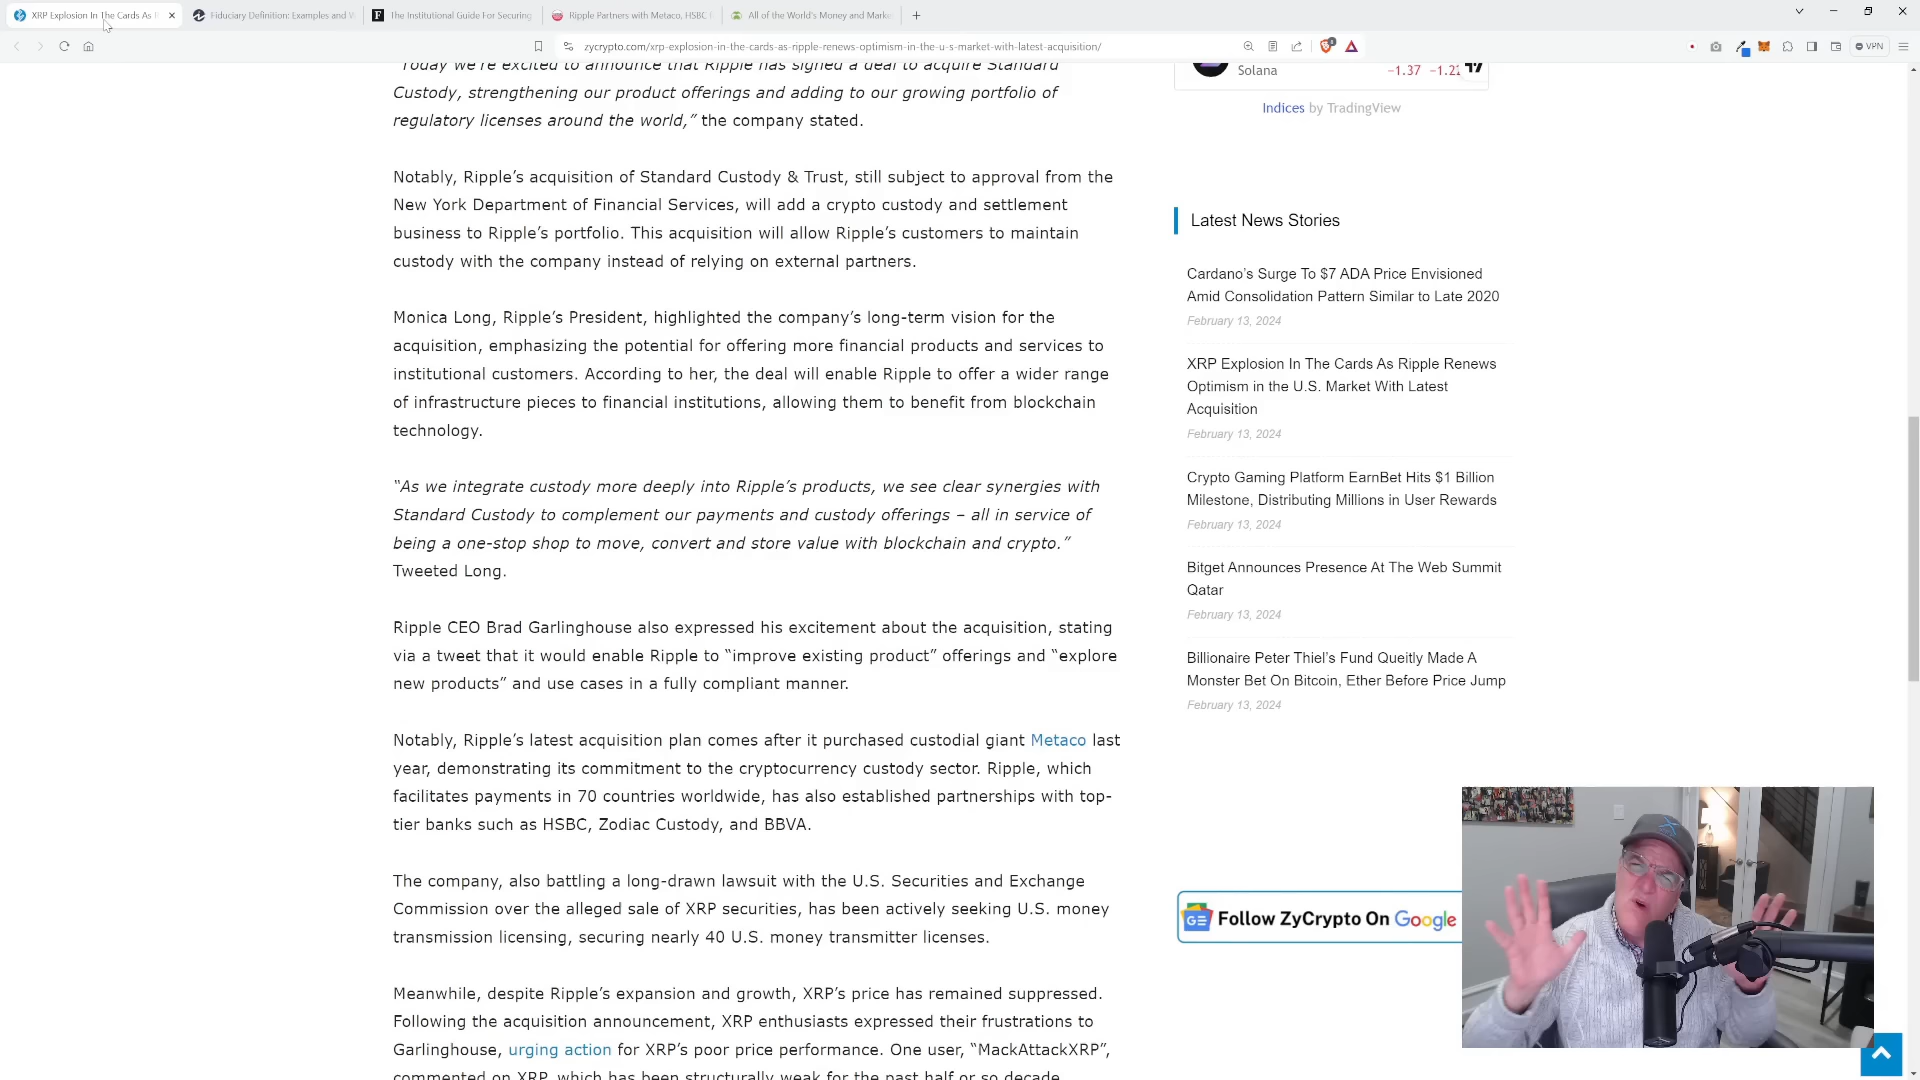 XRP Explosion In The Cards As
Fiduciary Definition: Examples and
The Institutional Guide For Securing
Ripple Partners with Metaco, HSBC
All of the World's Money and Marke
zycrypto.com/xrp-explosion-in-the-cards-as-ripple-renews-optimism-in-the-u-s-market-with-latest-acquisition/
VPN
“Today we’re excited to announce that Ripple has signed a deal to acquire Standard
Custody, strengthening our product offerings and adding to our growing portfolio of
regulatory licenses around the world,” the company stated.
Notably, Ripple’s acquisition of Standard Custody & Trust, still subject to approval from the
New York Department of Financial Services, will add a crypto custody and settlement
business to Ripple’s portfolio. This acquisition will allow Ripple’s customers to maintain
custody with the company instead of relying on external partners.
Monica Long, Ripple’s President, highlighted the company’s long-term vision for the
acquisition, emphasizing the potential for offering more financial products and services to
institutional customers. According to her, the deal will enable Ripple to offer a wider range
of infrastructure pieces to financial institutions, allowing them to benefit from blockchain
technology.
“As we integrate custody more deeply into Ripple’s products, we see clear synergies with
Standard Custody to complement our payments and custody offerings – all in service of
being a one-stop shop to move, convert and store value with blockchain and crypto.”
Tweeted Long.
Ripple CEO Brad Garlinghouse also expressed his excitement about the acquisition, stating
via a tweet that it would enable Ripple to “improve existing product” offerings and “explore
new products” and use cases in a fully compliant manner.
Notably, Ripple’s latest acquisition plan comes after it purchased custodial giant Metaco last
year, demonstrating its commitment to the cryptocurrency custody sector. Ripple, which
facilitates payments in 70 countries worldwide, has also established partnerships with top-
tier banks such as HSBC, Zodiac Custody, and BBVA.
The company, also battling a long-drawn lawsuit with the U.S. Securities and Exchange
Commission over the alleged sale of XRP securities, has been actively seeking U.S. money
transmission licensing, securing nearly 40 U.S. money transmitter licenses.
Meanwhile, despite Ripple’s expansion and growth, XRP’s price has remained suppressed.
Following the acquisition announcement, XRP enthusiasts expressed their frustrations to
Garlinghouse, urging action for XRP’s poor price performance. One user, “MackAttackXRP”,
commented on XRP, which has been structurally weak for the past half or so decade.
Solana −1.37 −1.22
Indices by TradingView
Latest News Stories
Cardano’s Surge To $7 ADA Price Envisioned
Amid Consolidation Pattern Similar to Late 2020
February 13, 2024
XRP Explosion In The Cards As Ripple Renews
Optimism in the U.S. Market With Latest
Acquisition
February 13, 2024
Crypto Gaming Platform EarnBet Hits $1 Billion
Milestone, Distributing Millions in User Rewards
February 13, 2024
Bitget Announces Presence At The Web Summit
Qatar
February 13, 2024
Billionaire Peter Thiel’s Fund Queitly Made A
Monster Bet On Bitcoin, Ether Before Price Jump
February 13, 2024
Follow ZyCrypto On Google